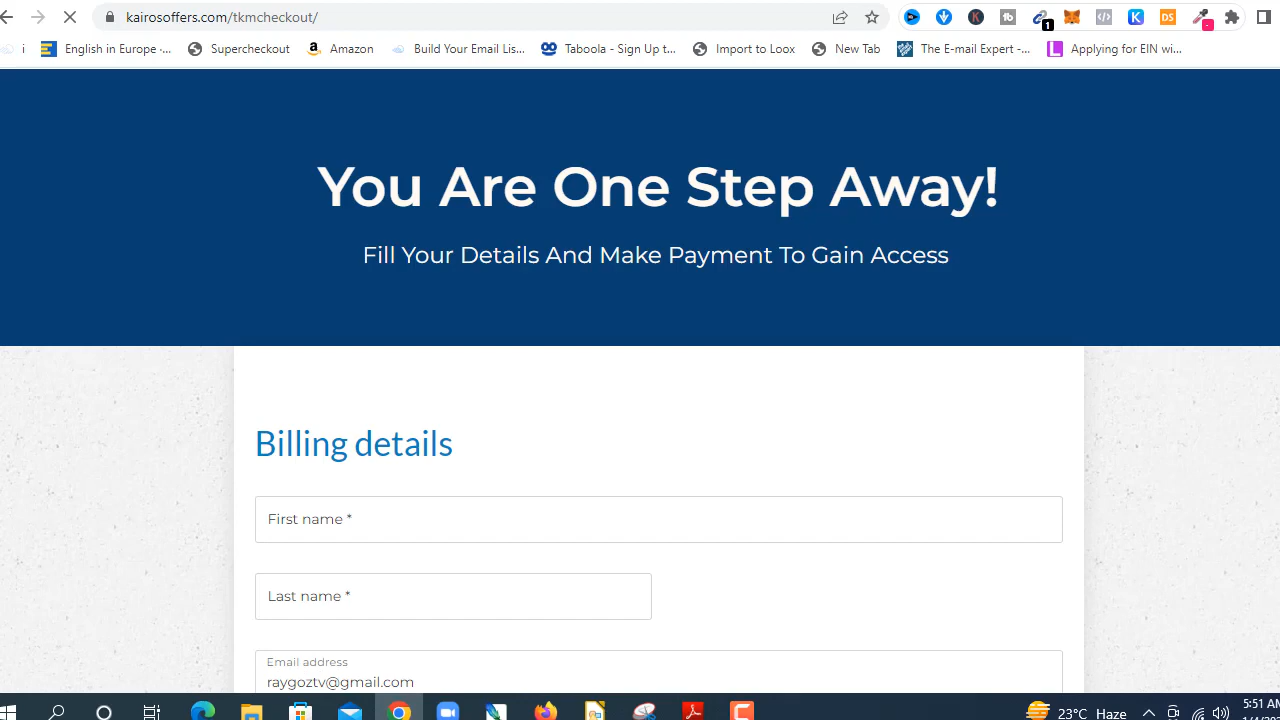 kairosoffers.com/tkmcheckout/
1
i
English in Europe -...
Supercheckout
Amazon
Build Your Email Lis...
Taboola - Sign Up t...
Import to Look
New Tab
The E-mail Expert -...
Applying for EIN wi...
You Are One Step Away!
Fill Your Details And Make Payment To Gain Access
Billing details
First name *
Last name *
Email address
raygoztv@gmail.com
23°C Haze
5:51 AM